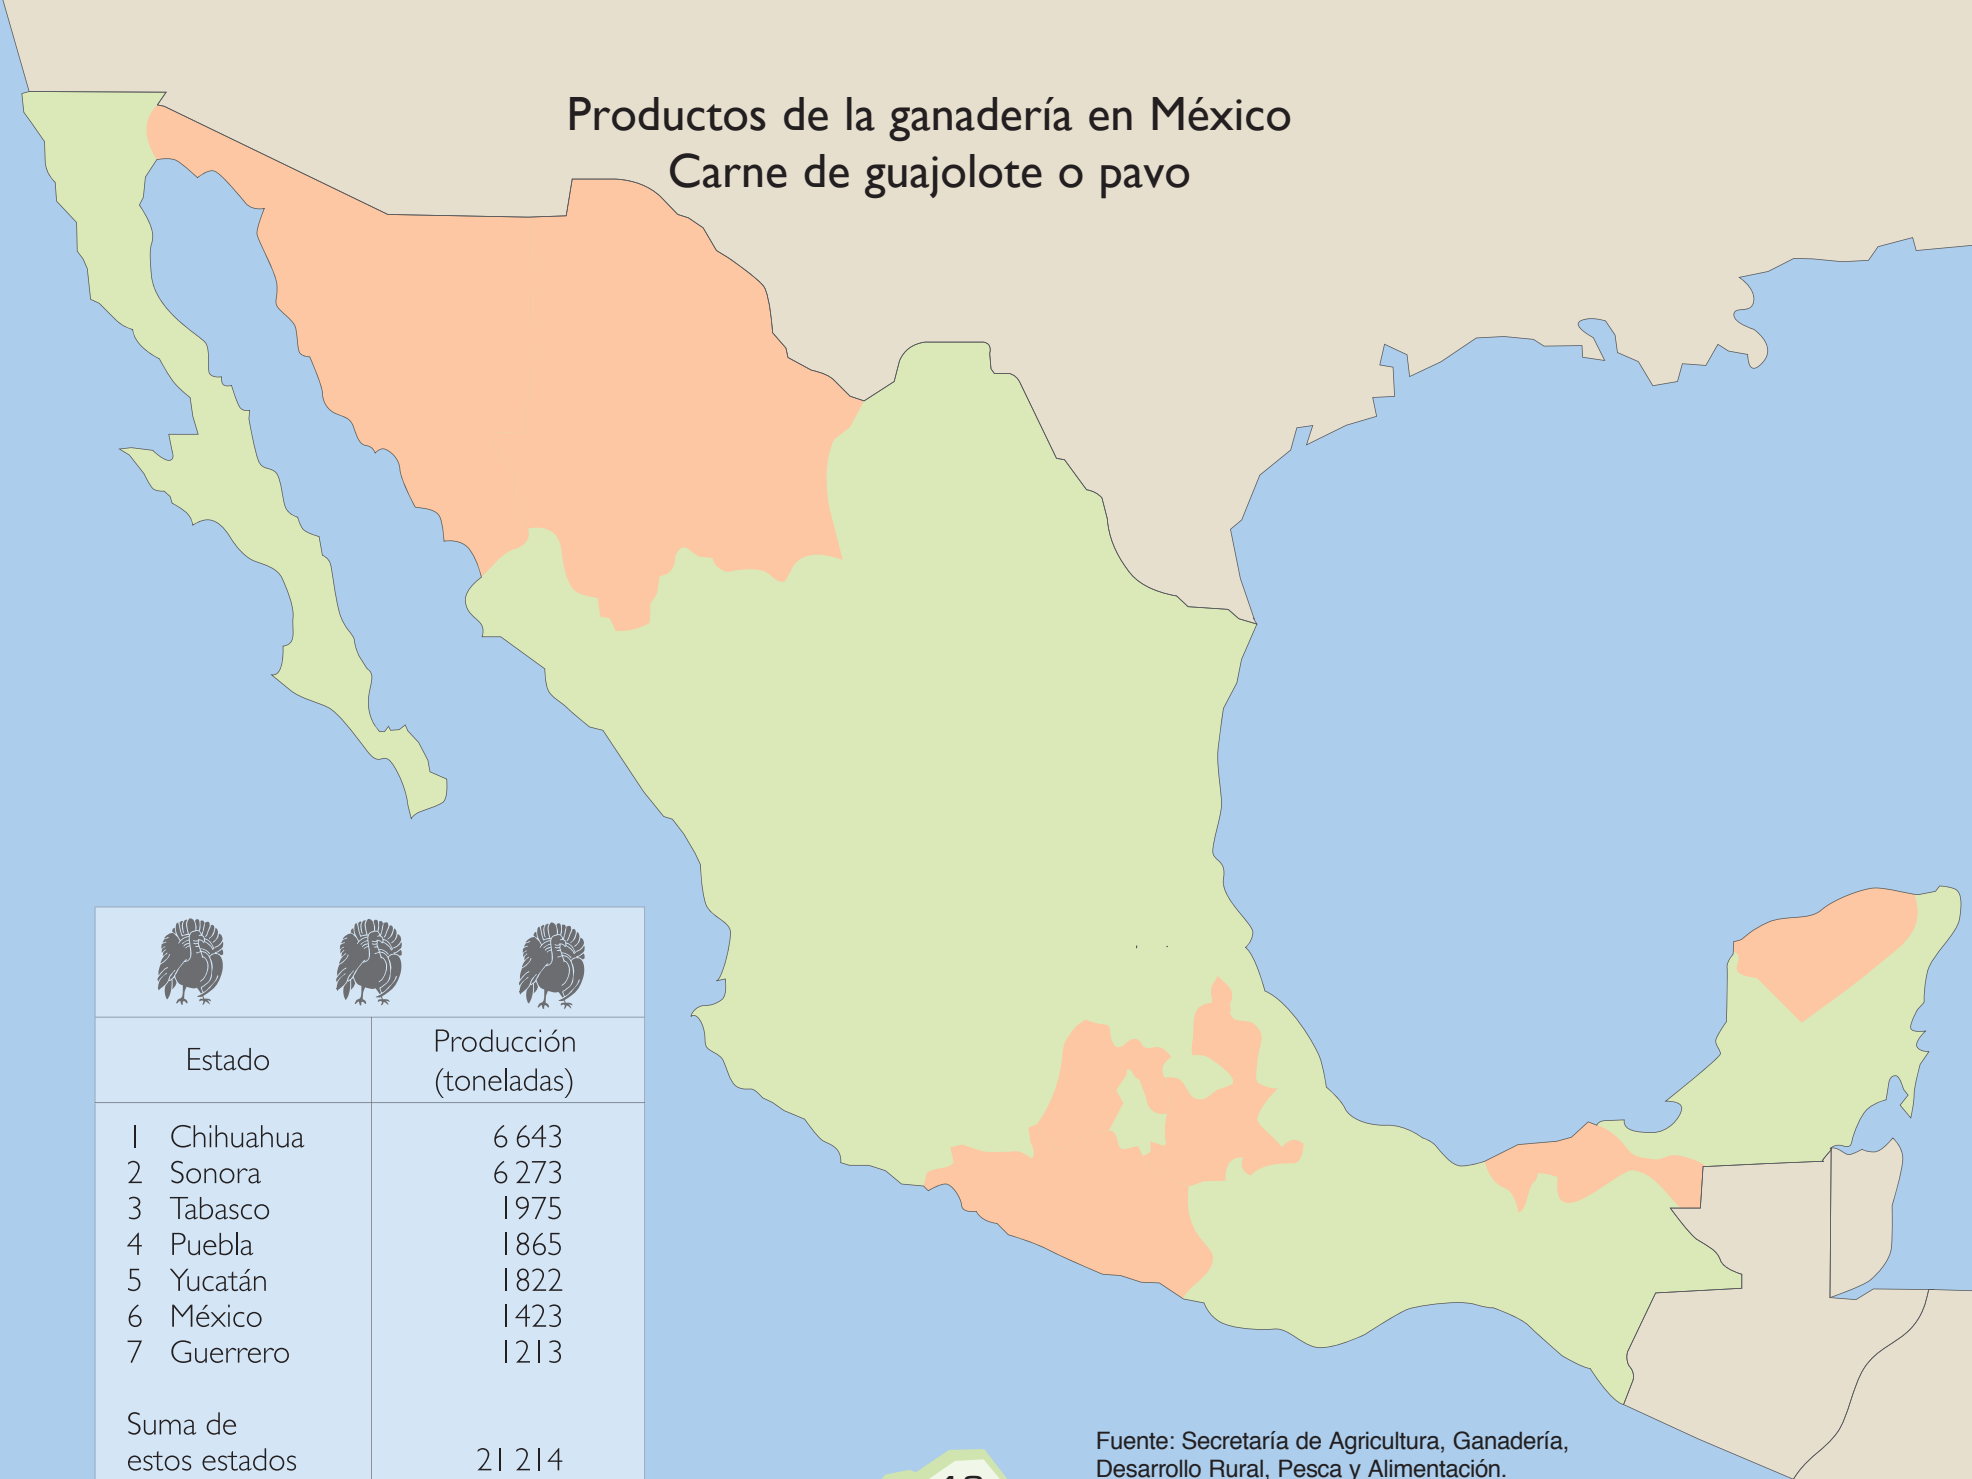 Productos de la ganadería en México
Carne de guajolote o pavo
Estado
Producción
(toneladas)
1 Chihuahua 6 643
2 Sonora 6 273
3 Tabasco 1 975
4 Puebla 1 865
5 Yucatán 1 822
6 México 1 423
7 Guerrero 1 213
Suma de
estos estados 21 214
Fuente: Secretaría de Agricultura, Ganadería,
Desarrollo Rural, Pesca y Alimentación.